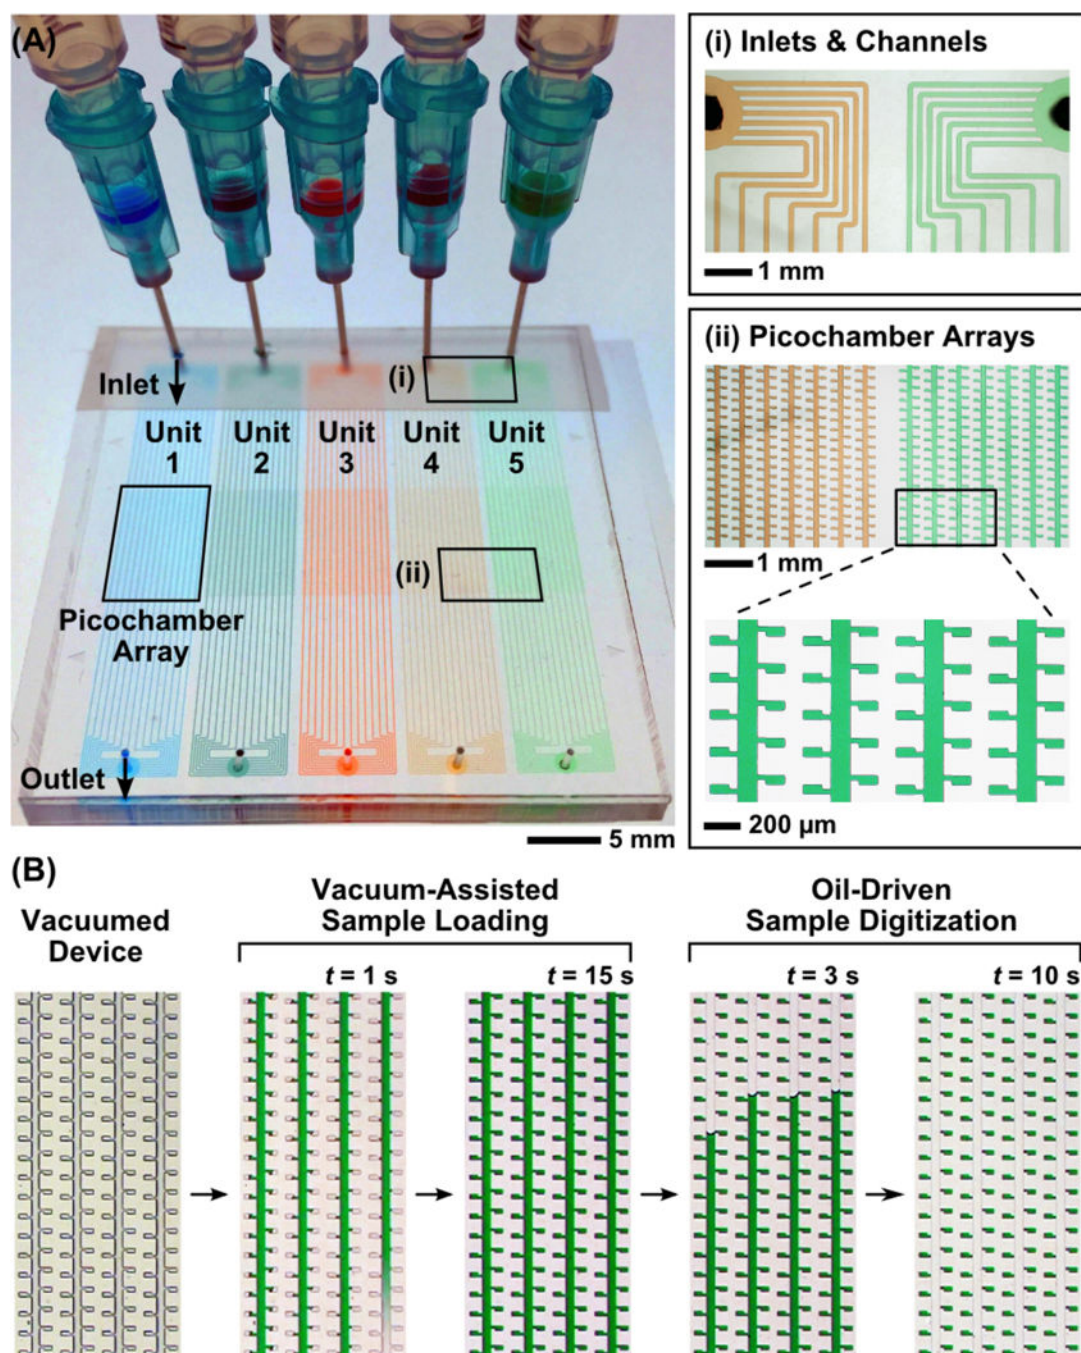 (A)
Inlet
(i)
Unit
1
Unit
2
Unit
3
Unit
4
Unit
5
(ii)
Picochamber
Array
Outlet
5 mm
(i) Inlets & Channels
1 mm
(ii) Picochamber Arrays
1 mm
200 µm
(B)
Vacuumed
Device
Vacuum-Assisted
Sample Loading
t = 1 s
t = 15 s
Oil-Driven
Sample Digitization
t = 3 s
t = 10 s